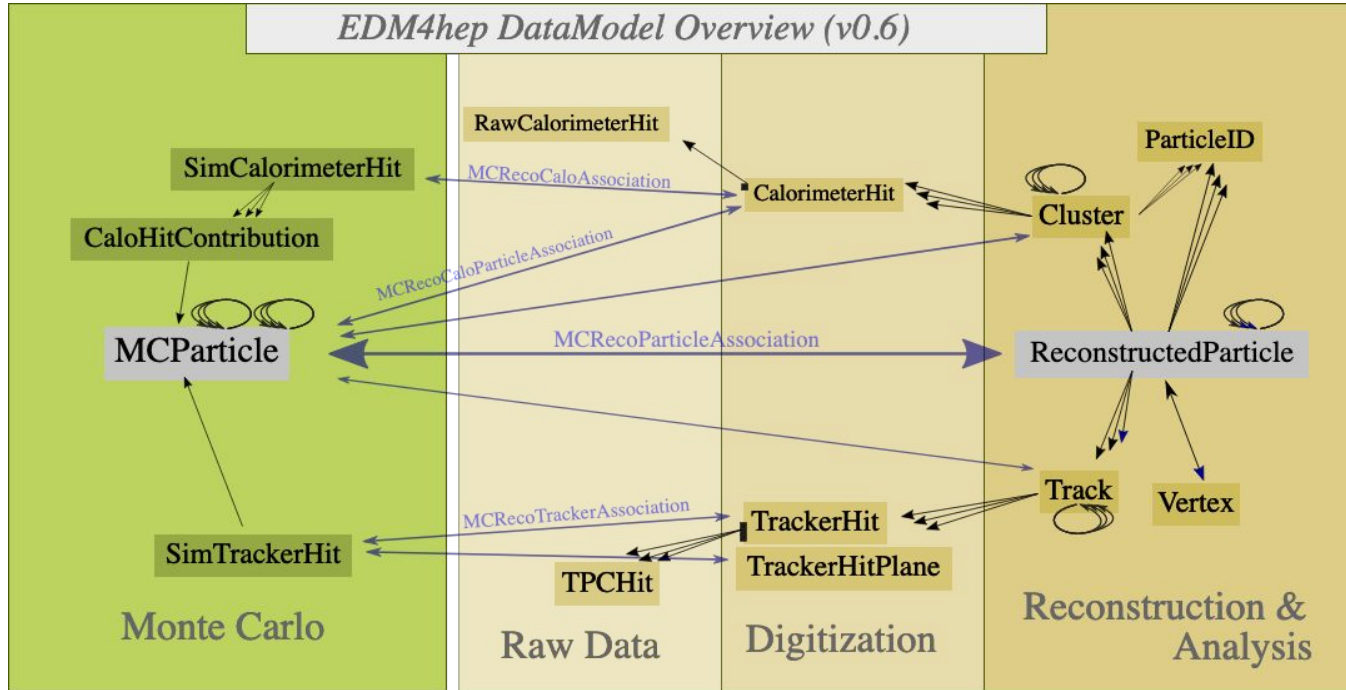 EDM4hep DataModel Overview (v0.6)
RawCalorimeterHit
ParticleID
SimCalorimeterHit
MCRecoCaloAssociation
CalorimeterHit
Cluster
CaloHitContribution
MCRecoCaloParticleAssociation
MCParticle
MCRecoParticleAssociation
ReconstructedParticle
Track
Vertex
MCRecoTrackerAssociation
TrackerHit
SimTrackerHit
TPCHit
TrackerHitPlane
Monte Carlo
Raw Data
Digitization
Reconstruction &
Analysis